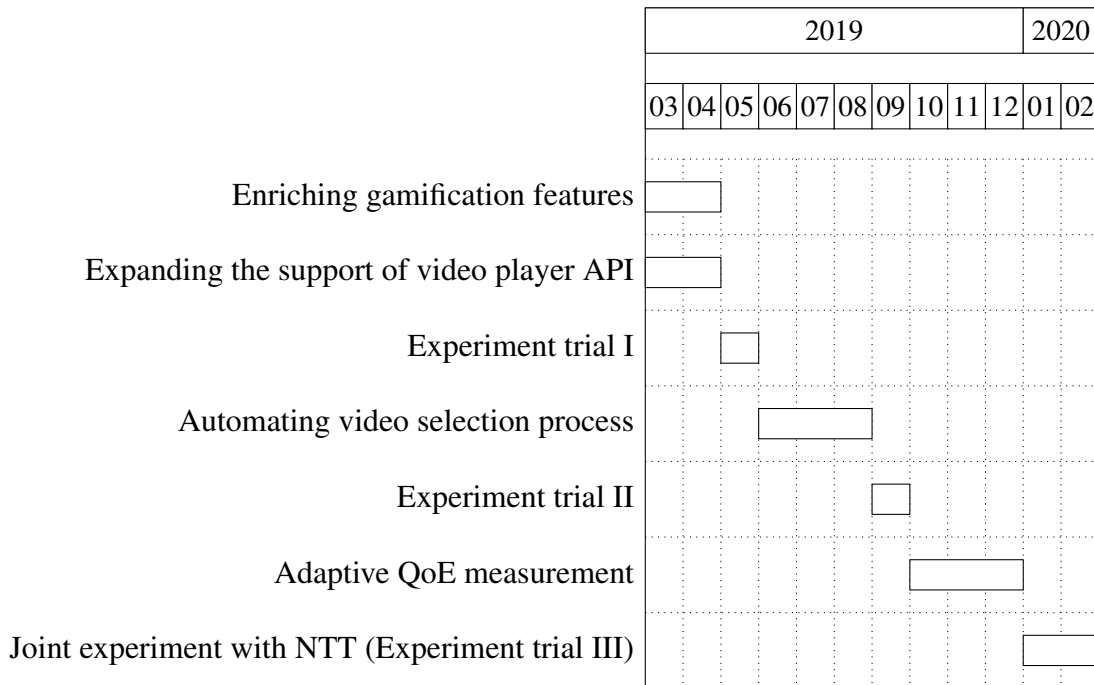 2019 2020
03 04 05 06 07 08 09 10 11 12 01 02
Enriching gamification features
Expanding the support of video player API
Experiment trial I
Automating video selection process
Experiment trial II
Adaptive QoE measurement
Joint experiment with NTT (Experiment trial III)